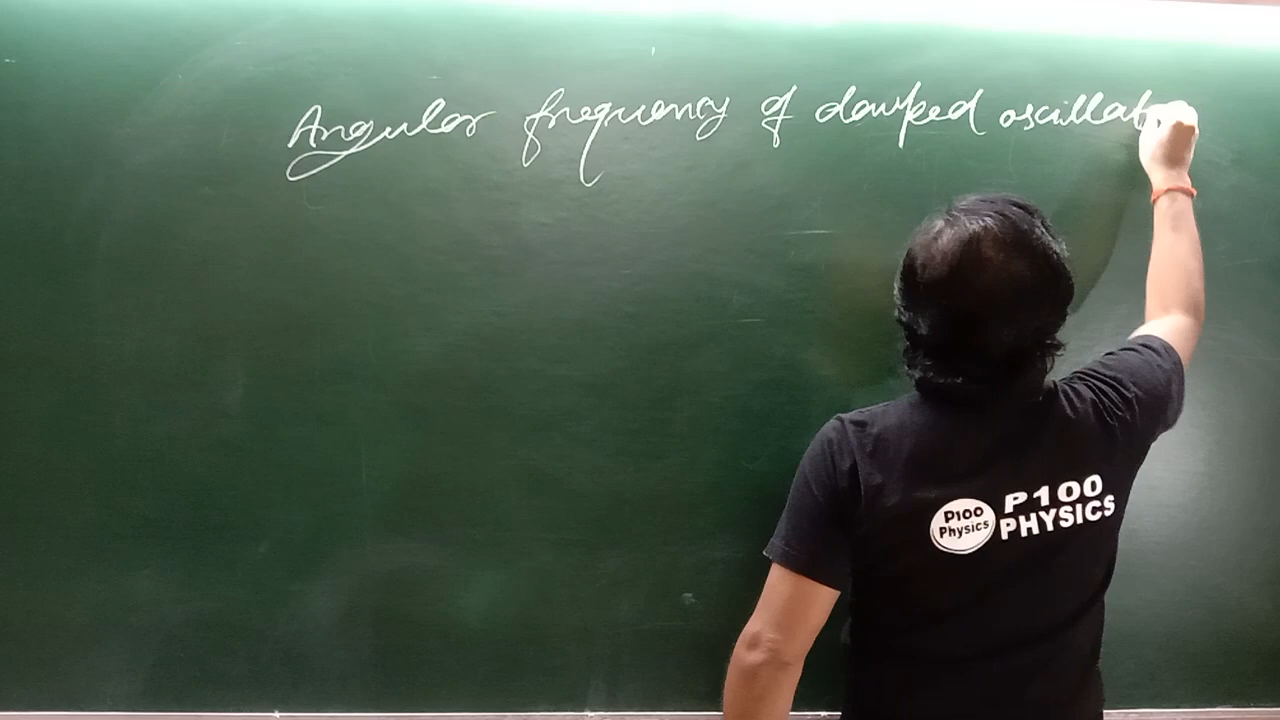 Angular frequency of damped oscillat
P100
Physics
P100
PHYSICS